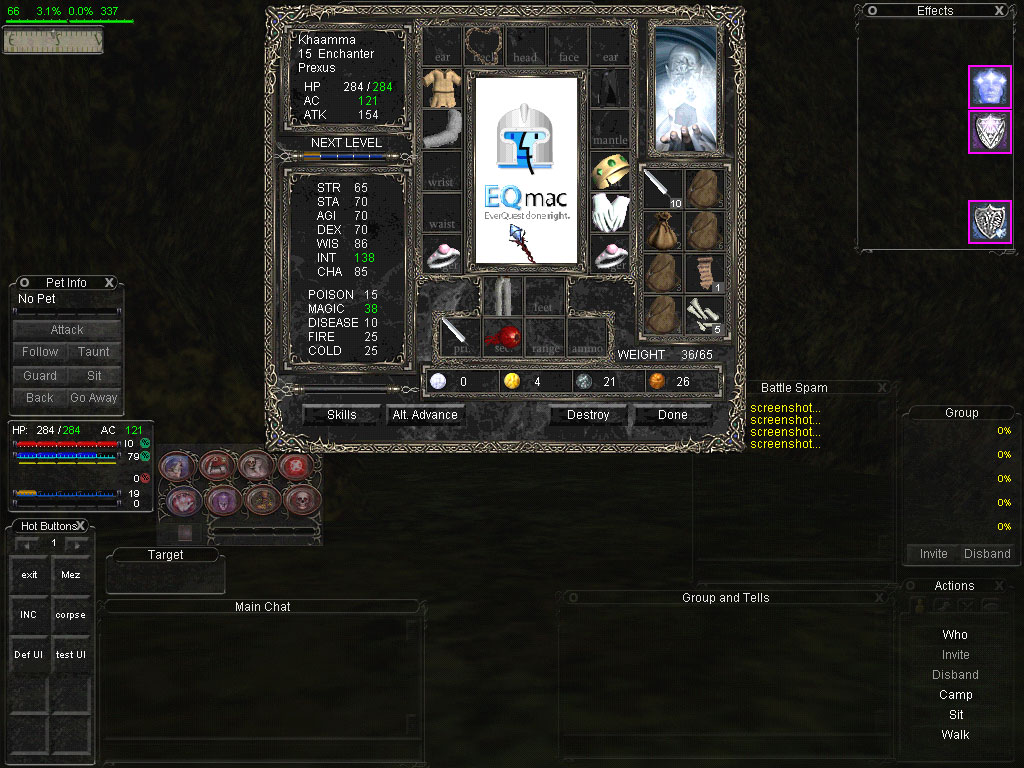 66 3.1% 0.0% 337
Khaamma
15 Enchanter
Prexus
HP 284 / 284
AC 121
ATK 154
NEXT LEVEL
STR 65
STA 70
AGI 70
DEX 70
WIS 86
INT 138
CHA 85
POISON 15
MAGIC 38
DISEASE 10
FIRE 25
COLD 25
ear neck head face ear
mantle
wrist
waist
EQmac
EverQuest done right.
feet
pri. sec. range ammo
10
1
5
WEIGHT 36/65
0 4 21 26
Skills
Alt. Advance
Destroy
Done
Effects X
Pet Info X
No Pet
Attack
Follow Taunt
Guard Sit
Back Go Away
HP: 284 / 284 AC 121
79
0
19
0
Hot Buttons X
1
exit Mez
INC corpse
Def UI test UI
Target
Main Chat
Battle Spam X
screenshot...
screenshot...
screenshot...
screenshot...
Group and Tells X
Group
0%
0%
0%
0%
0%
Invite Disband
Actions X
Who
Invite
Disband
Camp
Sit
Walk